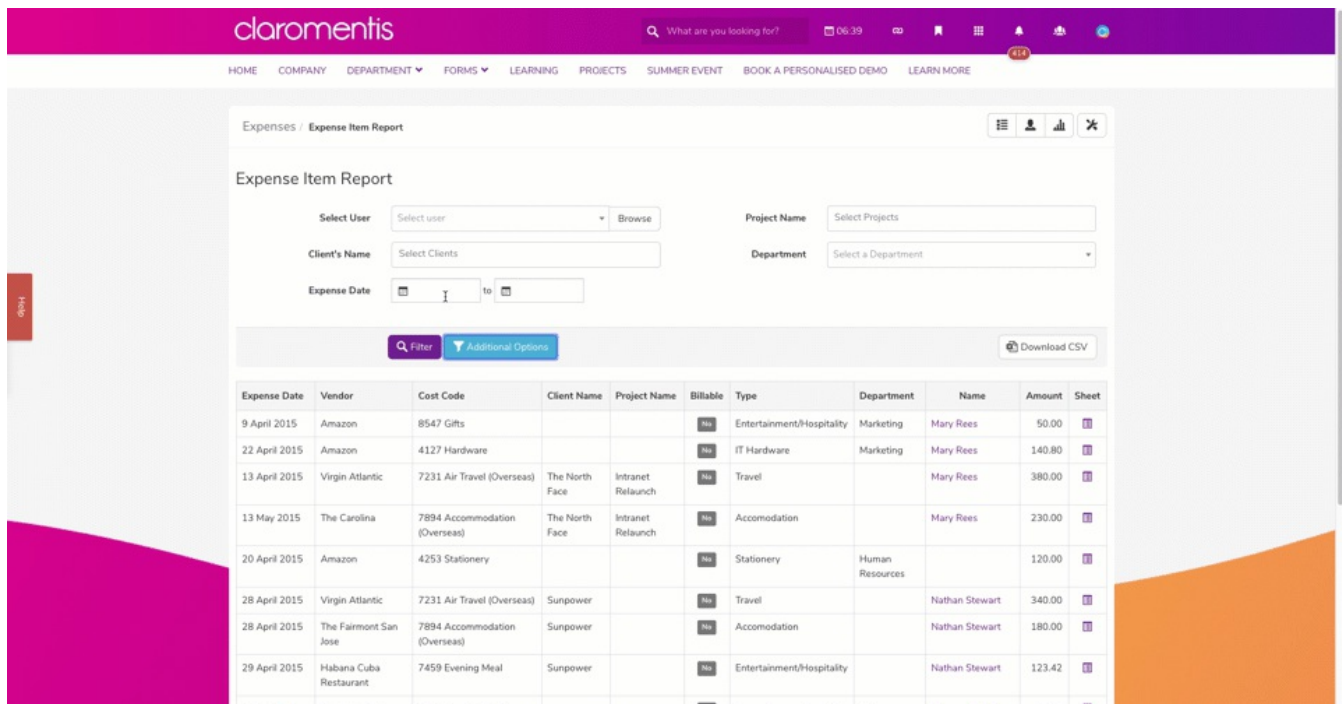 claromentis
What are you looking for?
06:39
414
HOME COMPANY DEPARTMENT FORMS LEARNING PROJECTS SUMMER EVENT BOOK A PERSONALISED DEMO LEARN MORE
Expenses / Expense Item Report
Expense Item Report
Select User Select user Browse Project Name Select Projects
Client's Name Select Clients Department Select a Department
Help
Expense Date to
Filter Additional Options Download CSV
Expense Date Vendor Cost Code Client Name Project Name Billable Type Department Name Amount Sheet
9 April 2015 Amazon 8547 Gifts No Entertainment/Hospitality Marketing Mary Rees 50.00
22 April 2015 Amazon 4127 Hardware No IT Hardware Marketing Mary Rees 140.80
13 April 2015 Virgin Atlantic 7231 Air Travel (Overseas) The North No Travel Mary Rees 380.00
Face
Intranet
Relaunch
13 May 2015 The Carolina 7894 Accommodation
(Overseas)
The North
Face
Intranet
Relaunch
No Accomodation Mary Rees 230.00
20 April 2015 Amazon 4253 Stationery No Stationery Human
Resources
120.00
28 April 2015 Virgin Atlantic 7231 Air Travel (Overseas) Sunpower No Travel Nathan Stewart 340.00
28 April 2015 The Fairmont San
Jose
7894 Accommodation
(Overseas)
Sunpower No Accomodation Nathan Stewart 180.00
29 April 2015 Habana Cuba
Restaurant
7459 Evening Meal Sunpower No Entertainment/Hospitality Nathan Stewart 123.42